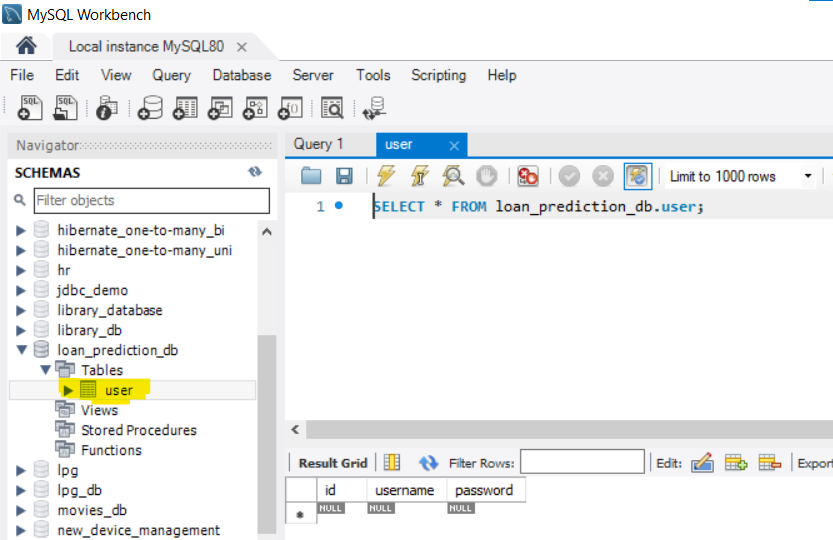 MySQL Workbench
Local instance MySQL80
File Edit View Query Database Server Tools Scripting Help
SQL SQL
Navigator
SCHEMAS
Filter objects
hibernate_one-to-many_bi
hibernate_one-to-many_uni
hr
jdbc_demo
library_database
library_db
loan_prediction_db
Tables
user
Views
Stored Procedures
Functions
lpg
lpg_db
movies_db
new_device_management
Query 1 user
Limit to 1000 rows
1 SELECT * FROM loan_prediction_db.user;
Result Grid Filter Rows: Edit: Export
id username password
* NULL NULL NULL